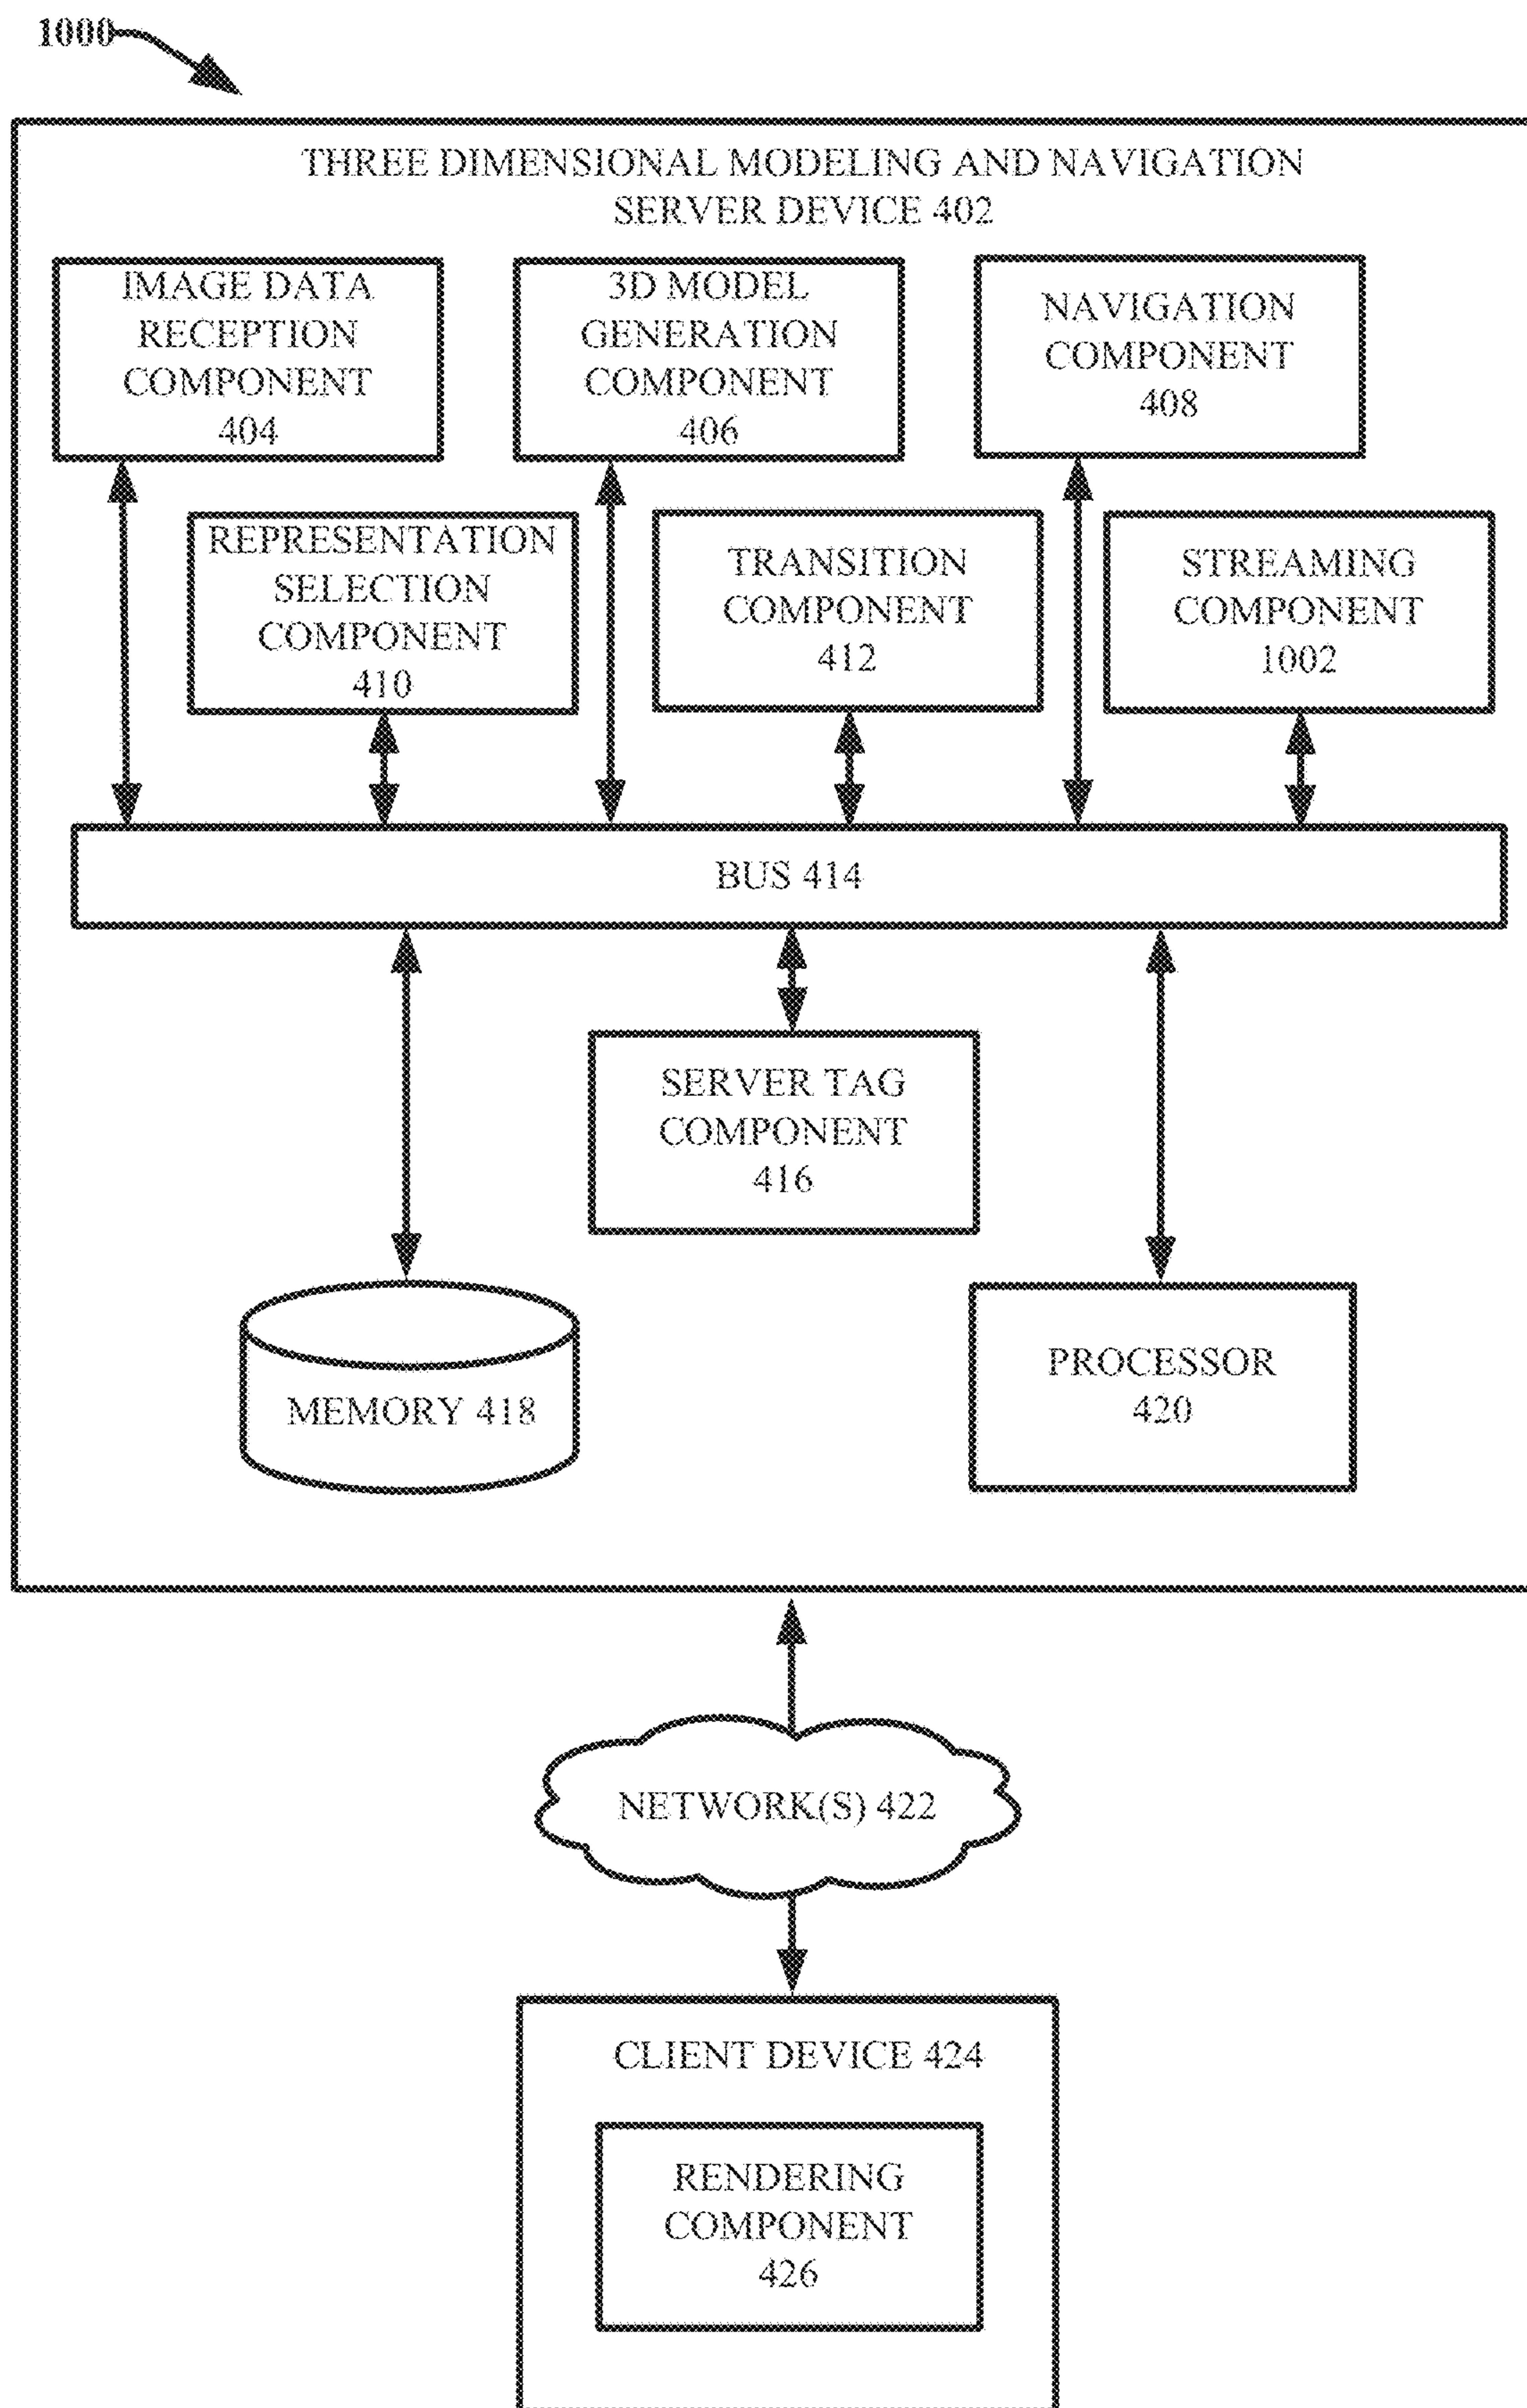 1000
THREE DIMENSIONAL MODELING AND NAVIGATION
SERVER DEVICE 402
IMAGE DATA
RECEPTION
COMPONENT
404
3D MODEL
GENERATION
COMPONENT
406
NAVIGATION
COMPONENT
408
REPRESENTATION
SELECTION
COMPONENT
410
TRANSITION
COMPONENT
412
STREAMING
COMPONENT
1002
BUS 414
SERVER TAG
COMPONENT
416
MEMORY 418
PROCESSOR
420
NETWORK(S) 422
CLIENT DEVICE 424
RENDERING
COMPONENT
426